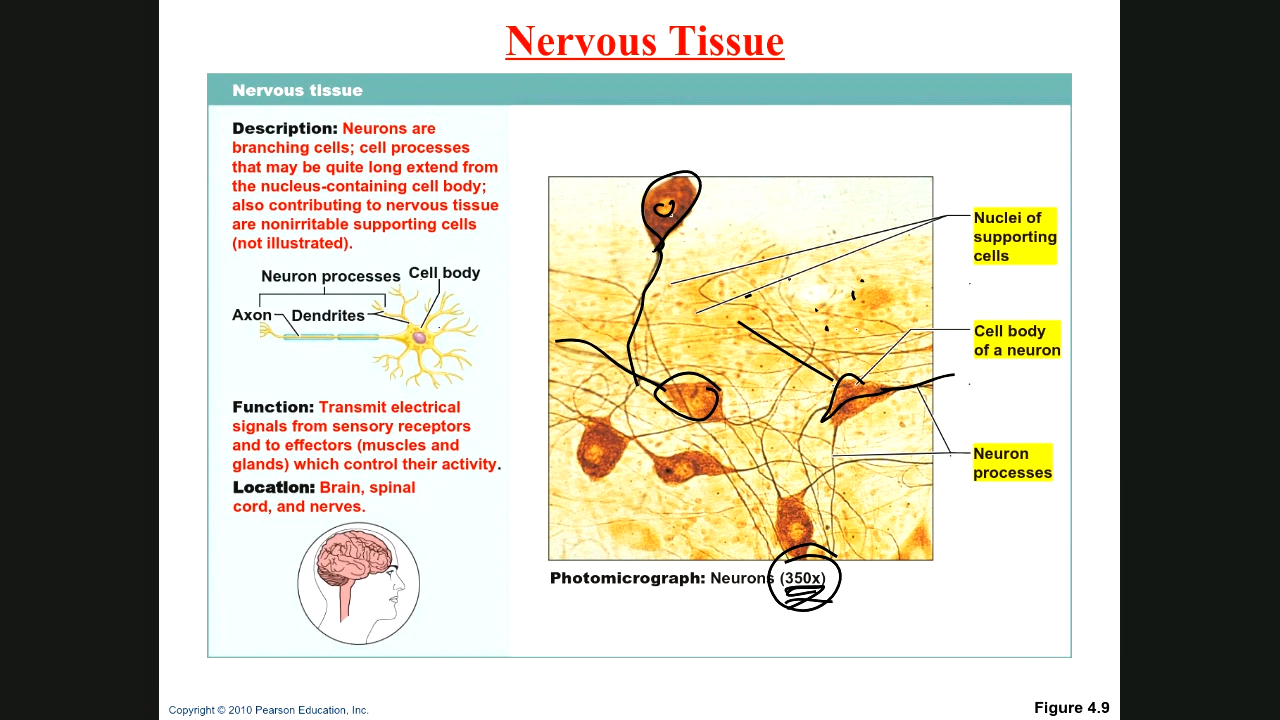 Nervous Tissue
Nervous tissue
Description: Neurons are
branching cells; cell processes
that may be quite long extend from
the nucleus-containing cell body;
also contributing to nervous tissue
are nonirritable supporting cells
(not illustrated).
Neuron processes
Cell body
Axon
Dendrites
Function: Transmit electrical
signals from sensory receptors
and to effectors (muscles and
glands) which control their activity.
Location: Brain, spinal
cord, and nerves.
Nuclei of
supporting
cells
Cell body
of a neuron
Neuron
processes
Photomicrograph: Neurons (350x)
Copyright © 2010 Pearson Education, Inc.
Figure 4.9